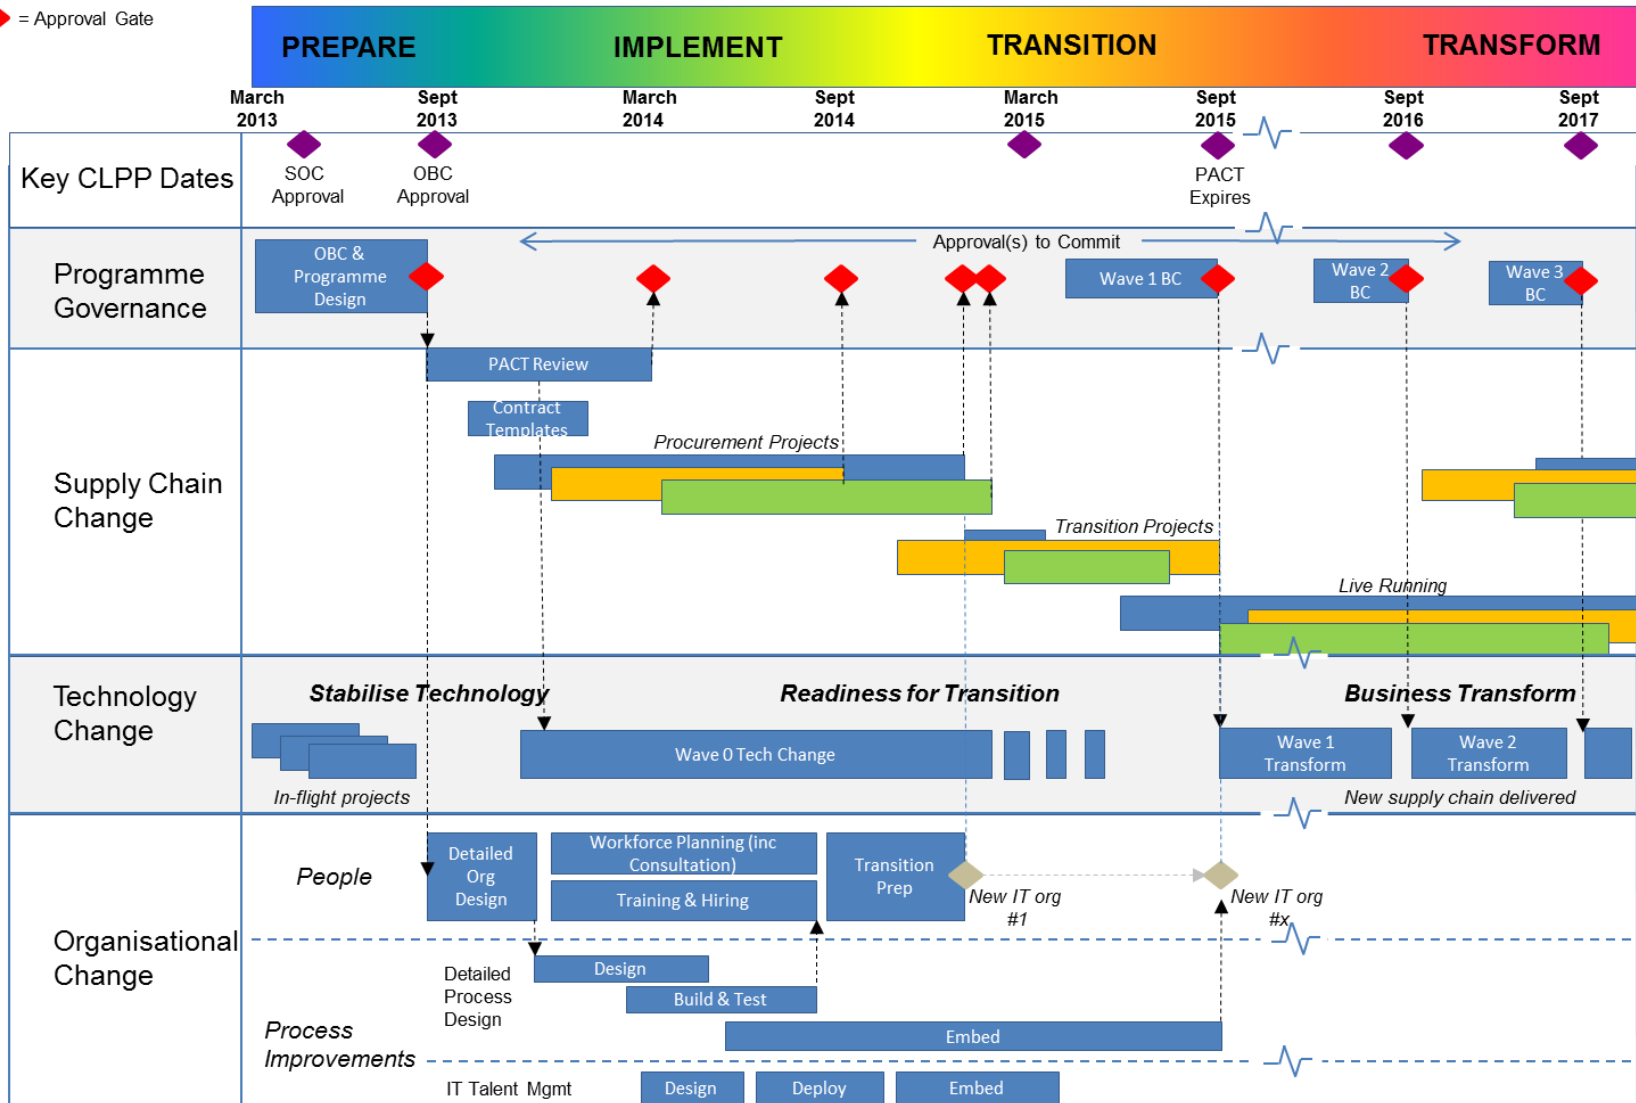 = Approval Gate
PREPARE
IMPLEMENT
TRANSITION
TRANSFORM
March
2013
Sept
2013
March
2014
Sept
2014
March
2015
Sept
2015
Sept
2016
Sept
2017
Key CLPP Dates
SOC
Approval
OBC
Approval
PACT
Expires
Programme
Governance
OBC &
Programme
Design
Approval(s) to Commit
Wave 1 BC
Wave 2
BC
Wave 3
BC
Supply Chain
Change
PACT Review
Contract
Templates
Procurement Projects
Transition Projects
Live Running
Technology
Change
Stabilise Technology
Readiness for Transition
Business Transform
Wave 0 Tech Change
Wave 1
Transform
Wave 2
Transform
In-flight projects
New supply chain delivered
Organisational
Change
People
Detailed
Org
Design
Workforce Planning (inc
Consultation)
Training & Hiring
Transition
Prep
New IT org
#1
New IT org
#x
Process
Improvements
Detailed
Process
Design
Design
Build & Test
Embed
IT Talent Mgmt
Design
Deploy
Embed